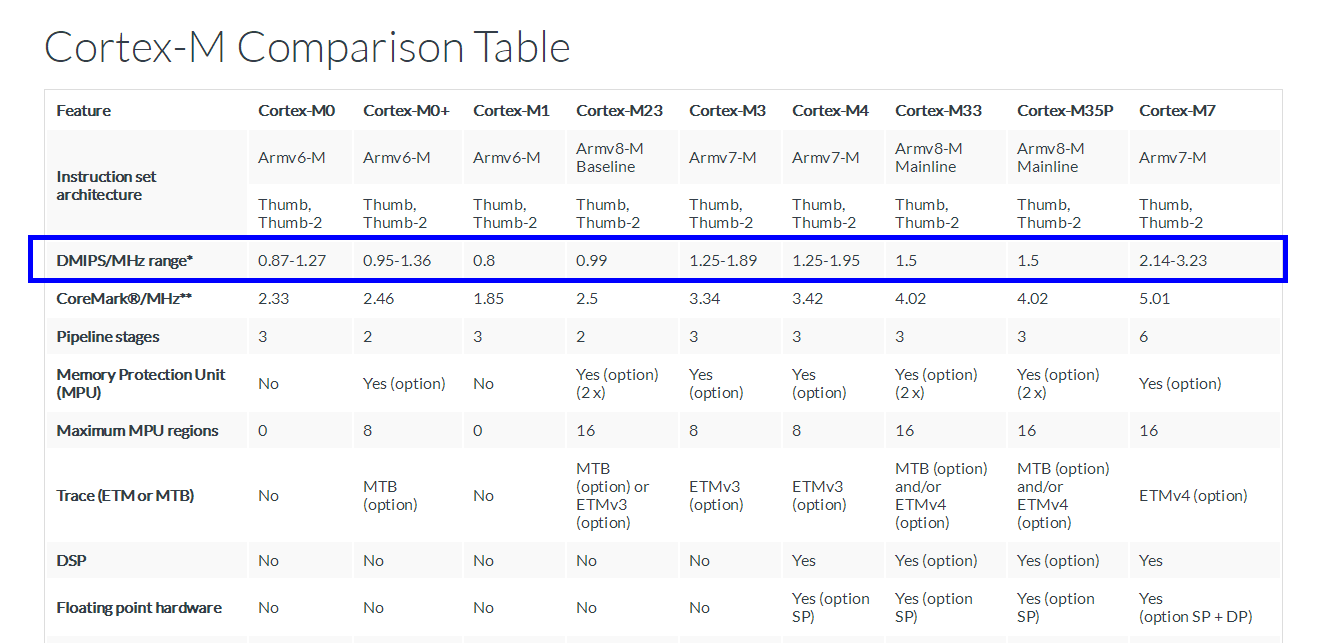 Cortex-M Comparison Table
Feature Cortex-M0 Cortex-M0+ Cortex-M1 Cortex-M23 Cortex-M3 Cortex-M4 Cortex-M33 Cortex-M35P Cortex-M7
Instruction set
architecture
Armv6-M Armv6-M Armv6-M Armv8-M Baseline Armv7-M Armv7-M Armv8-M Mainline Armv8-M Mainline Armv7-M
Thumb, Thumb, Thumb, Thumb, Thumb, Thumb, Thumb, Thumb, Thumb,
Thumb-2 Thumb-2 Thumb-2 Thumb-2 Thumb-2 Thumb-2 Thumb-2 Thumb-2 Thumb-2
DMIPS/MHz range* 0.87-1.27 0.95-1.36 0.8 0.99 1.25-1.89 1.25-1.95 1.5 1.5 2.14-3.23
CoreMark®/MHz** 2.33 2.46 1.85 2.5 3.34 3.42 4.02 4.02 5.01
Pipeline stages 3 2 3 2 3 3 3 3 6
Memory Protection Unit
(MPU)
No Yes (option) No Yes (option) (2 x) Yes (option) Yes (option) Yes (option) (2 x) Yes (option) (2 x) Yes (option)
Maximum MPU regions 0 8 0 16 8 8 16 16 16
Trace (ETM or MTB) No MTB (option) No MTB (option) or ETMv3 (option) ETMv3 (option) ETMv3 (option) MTB (option) and/or ETMv4 (option) MTB (option) and/or ETMv4 (option) ETMv4 (option)
DSP No No No No No Yes Yes (option) Yes (option) Yes
Floating point hardware No No No No No Yes (option SP) Yes (option SP) Yes (option SP) Yes (option SP + DP)